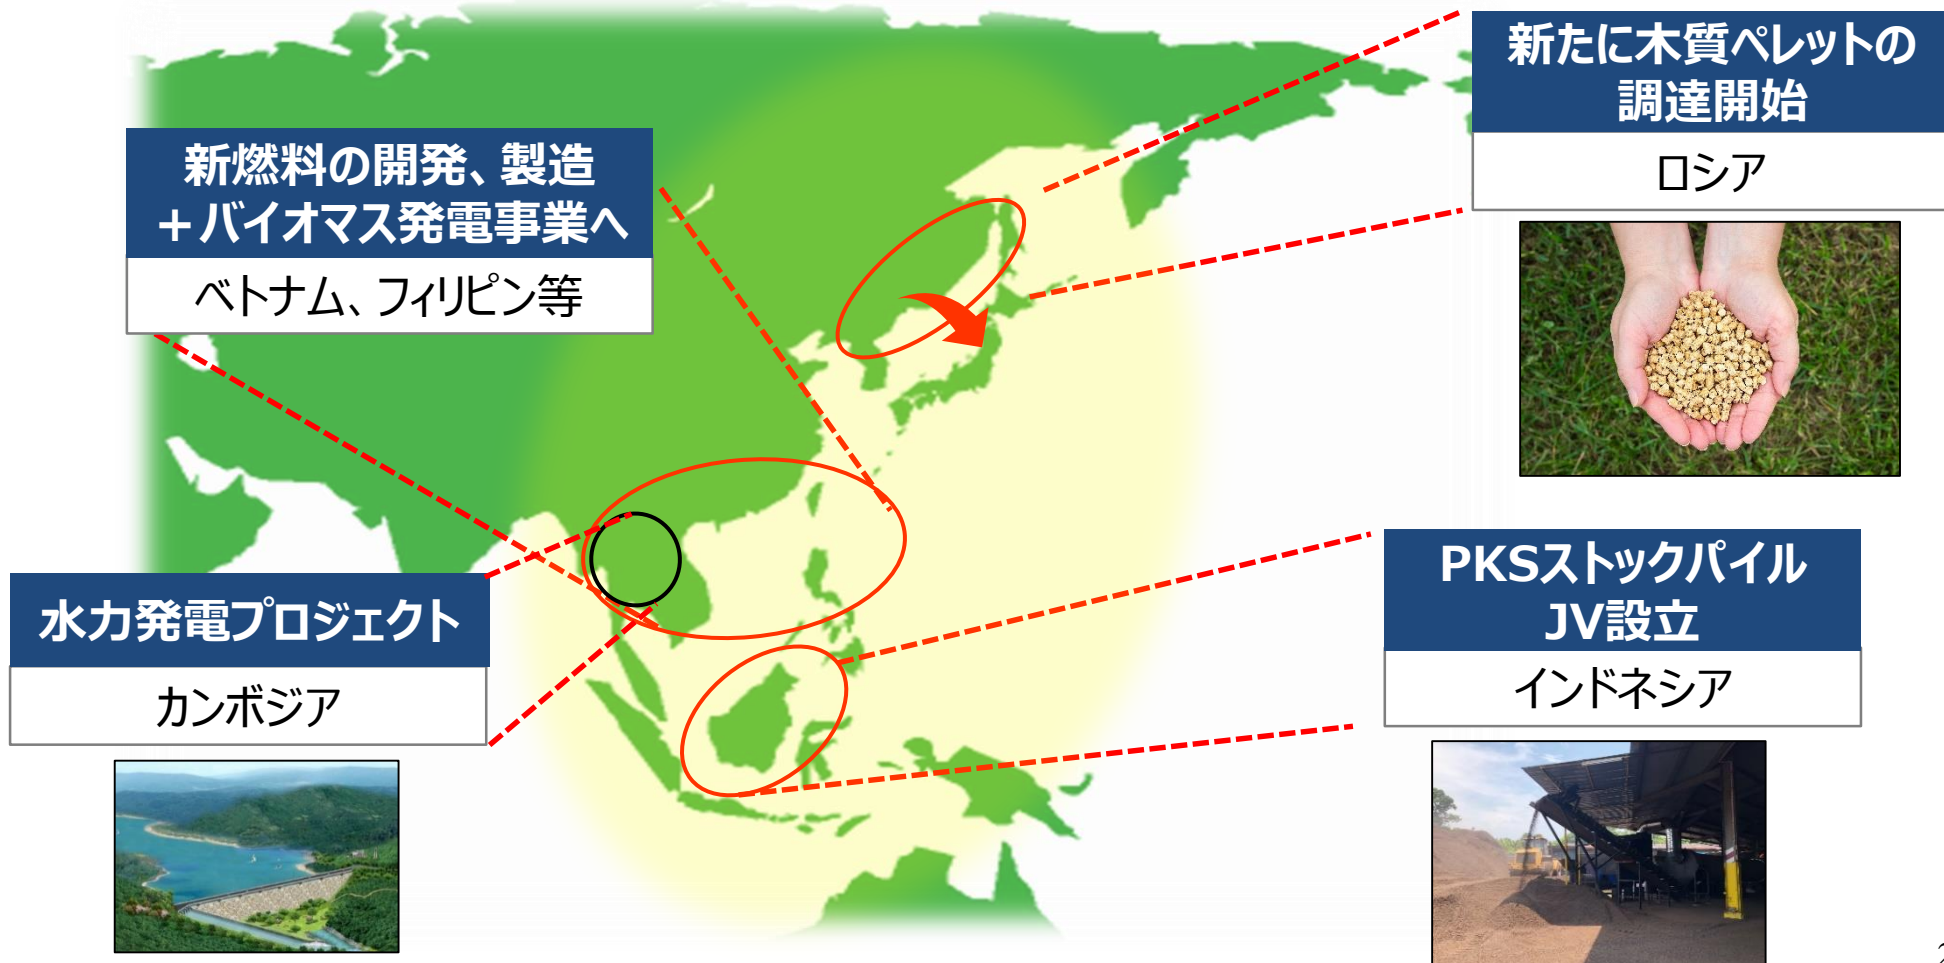 新たに木質ペレットの
調達開始
ロシア
新燃料の開発、製造
＋バイオマス発電事業へ
ベトナム、フィリピン等
水力発電プロジェクト
カンボジア
PKSストックパイル
JV設立
インドネシア